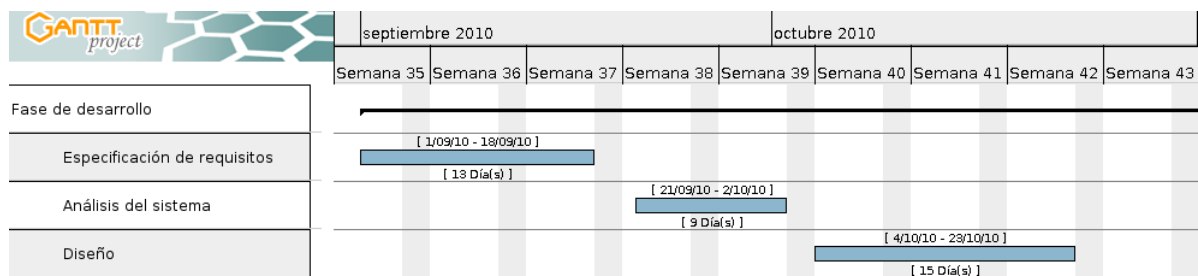 GANTT
project
septiembre 2010
octubre 2010
Semana 35 Semana 36 Semana 37 Semana 38 Semana 39 Semana 40 Semana 41 Semana 42 Semana 43
Fase de desarrollo
[ 1/09/10 - 18/09/10 ]
Especificación de requisitos
[ 13 Día(s) ]
[ 21/09/10 - 2/10/10 ]
Análisis del sistema
[ 9 Día(s) ]
[ 4/10/10 - 23/10/10 ]
Diseño
[ 15 Día(s) ]